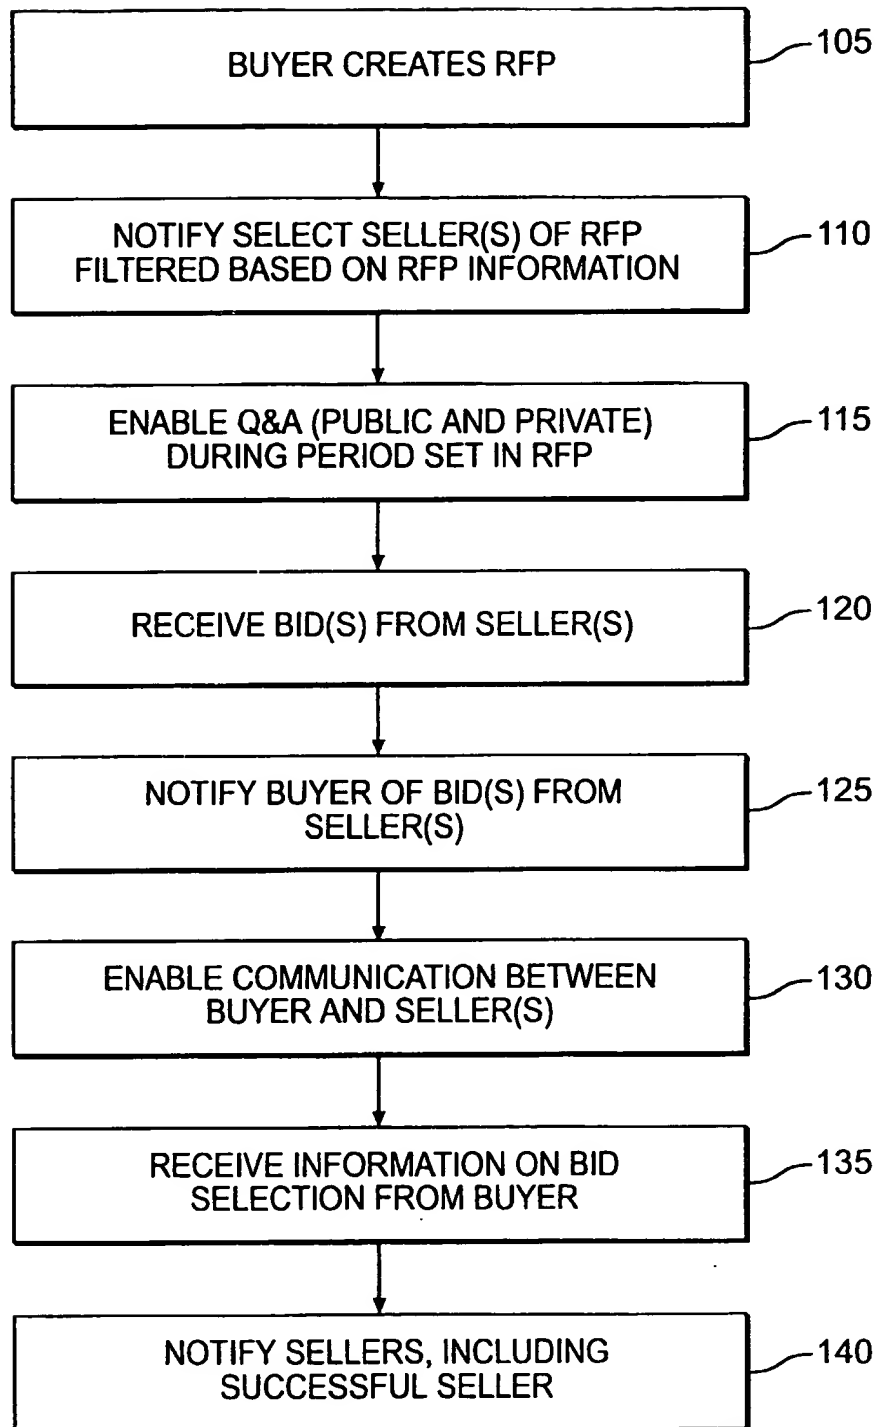 BUYER CREATES RFP
105
NOTIFY SELECT SELLER(S) OF RFP
FILTERED BASED ON RFP INFORMATION
110
ENABLE Q&A (PUBLIC AND PRIVATE)
DURING PERIOD SET IN RFP
115
RECEIVE BID(S) FROM SELLER(S)
120
NOTIFY BUYER OF BID(S) FROM
SELLER(S)
125
ENABLE COMMUNICATION BETWEEN
BUYER AND SELLER(S)
130
RECEIVE INFORMATION ON BID
SELECTION FROM BUYER
135
NOTIFY SELLERS, INCLUDING
SUCCESSFUL SELLER
140